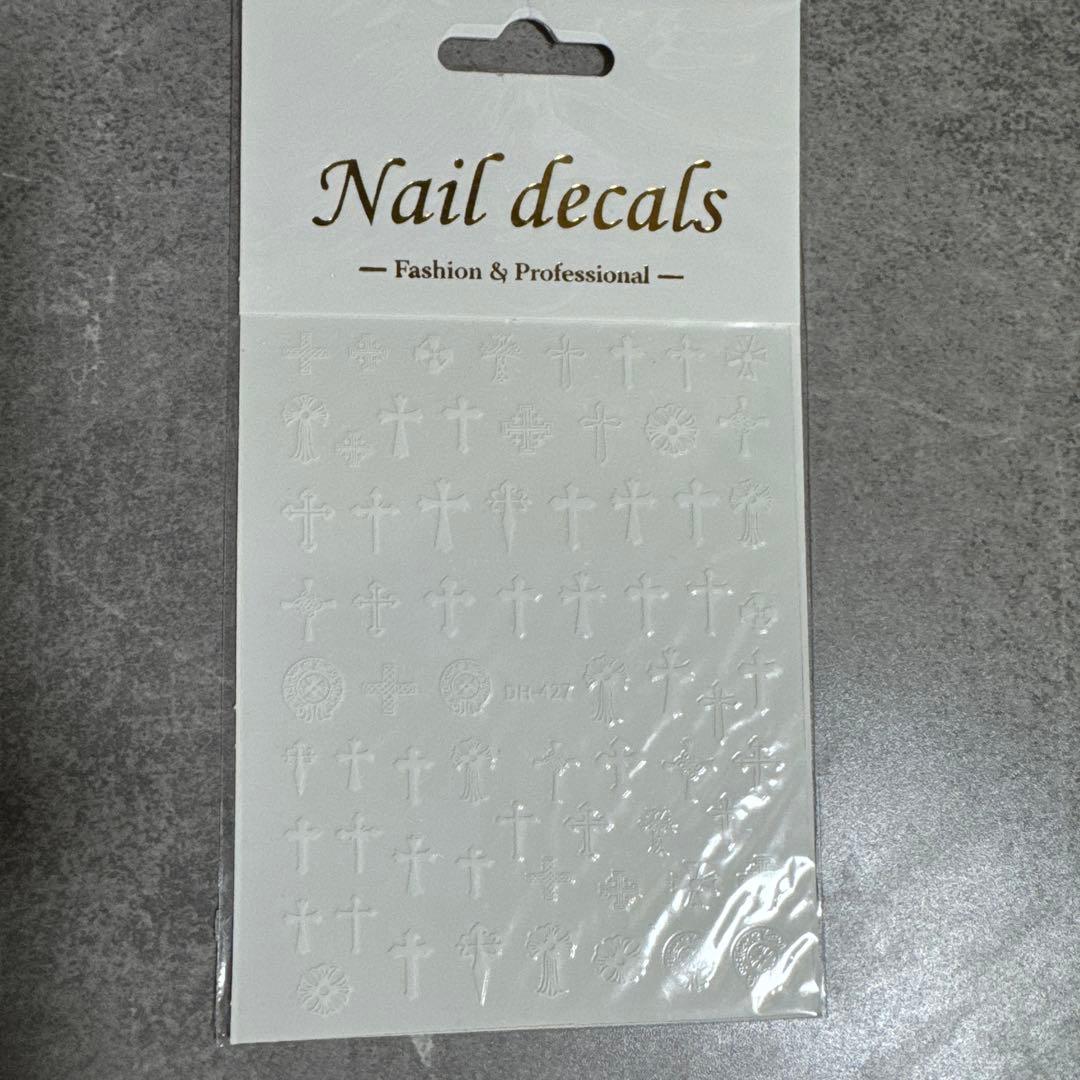 Nail decals
— Fashion & Professional —
DH-427